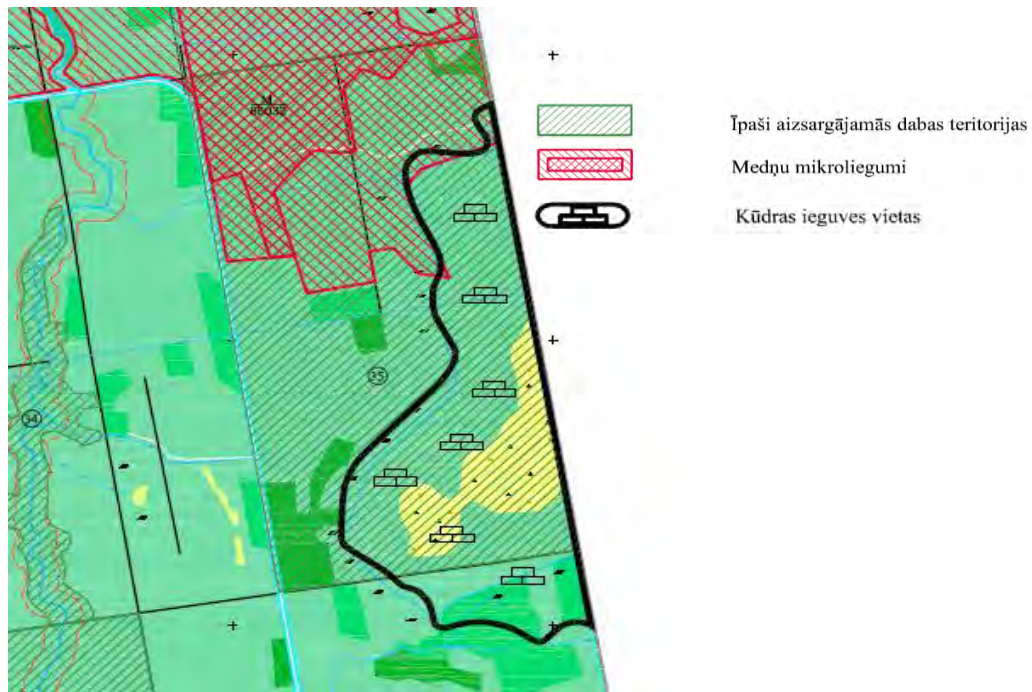 M
Īpaši aizsargājamās dabas teritorijas
Medņu mikroliegumi
Kūdras ieguves vietas
35
34